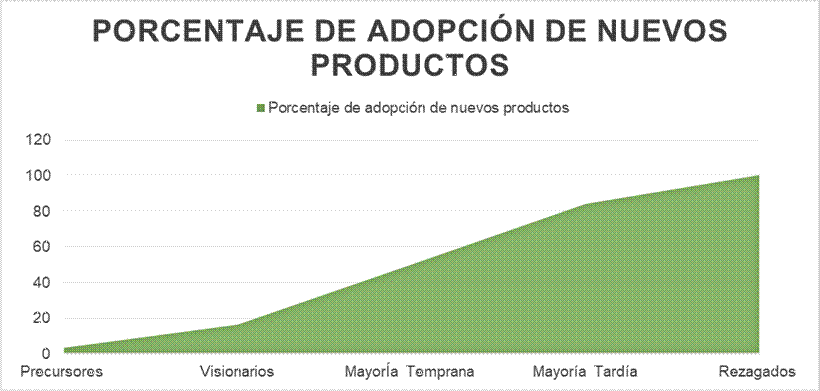 PORCENTAJE DE ADOPCIÓN DE NUEVOS
PRODUCTOS
Porcentaje de adopción de nuevos productos
120
100
80
60
40
20
0
Precursores Visionarios MayorÍa Temprana Mayoría Tardía Rezagados